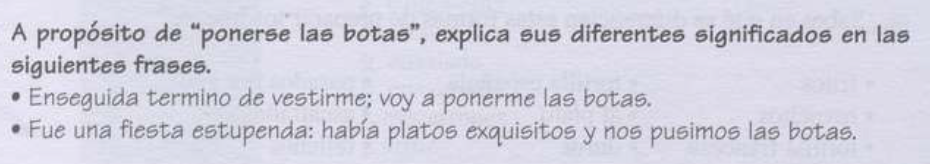 A propósito de "ponerse las botas", explica sus diferentes significados en las
siguientes frases.
• Enseguida termino de vestirme; voy a ponerme las botas.
• Fue una fiesta estupenda: había platos exquisitos y nos pusimos las botas.